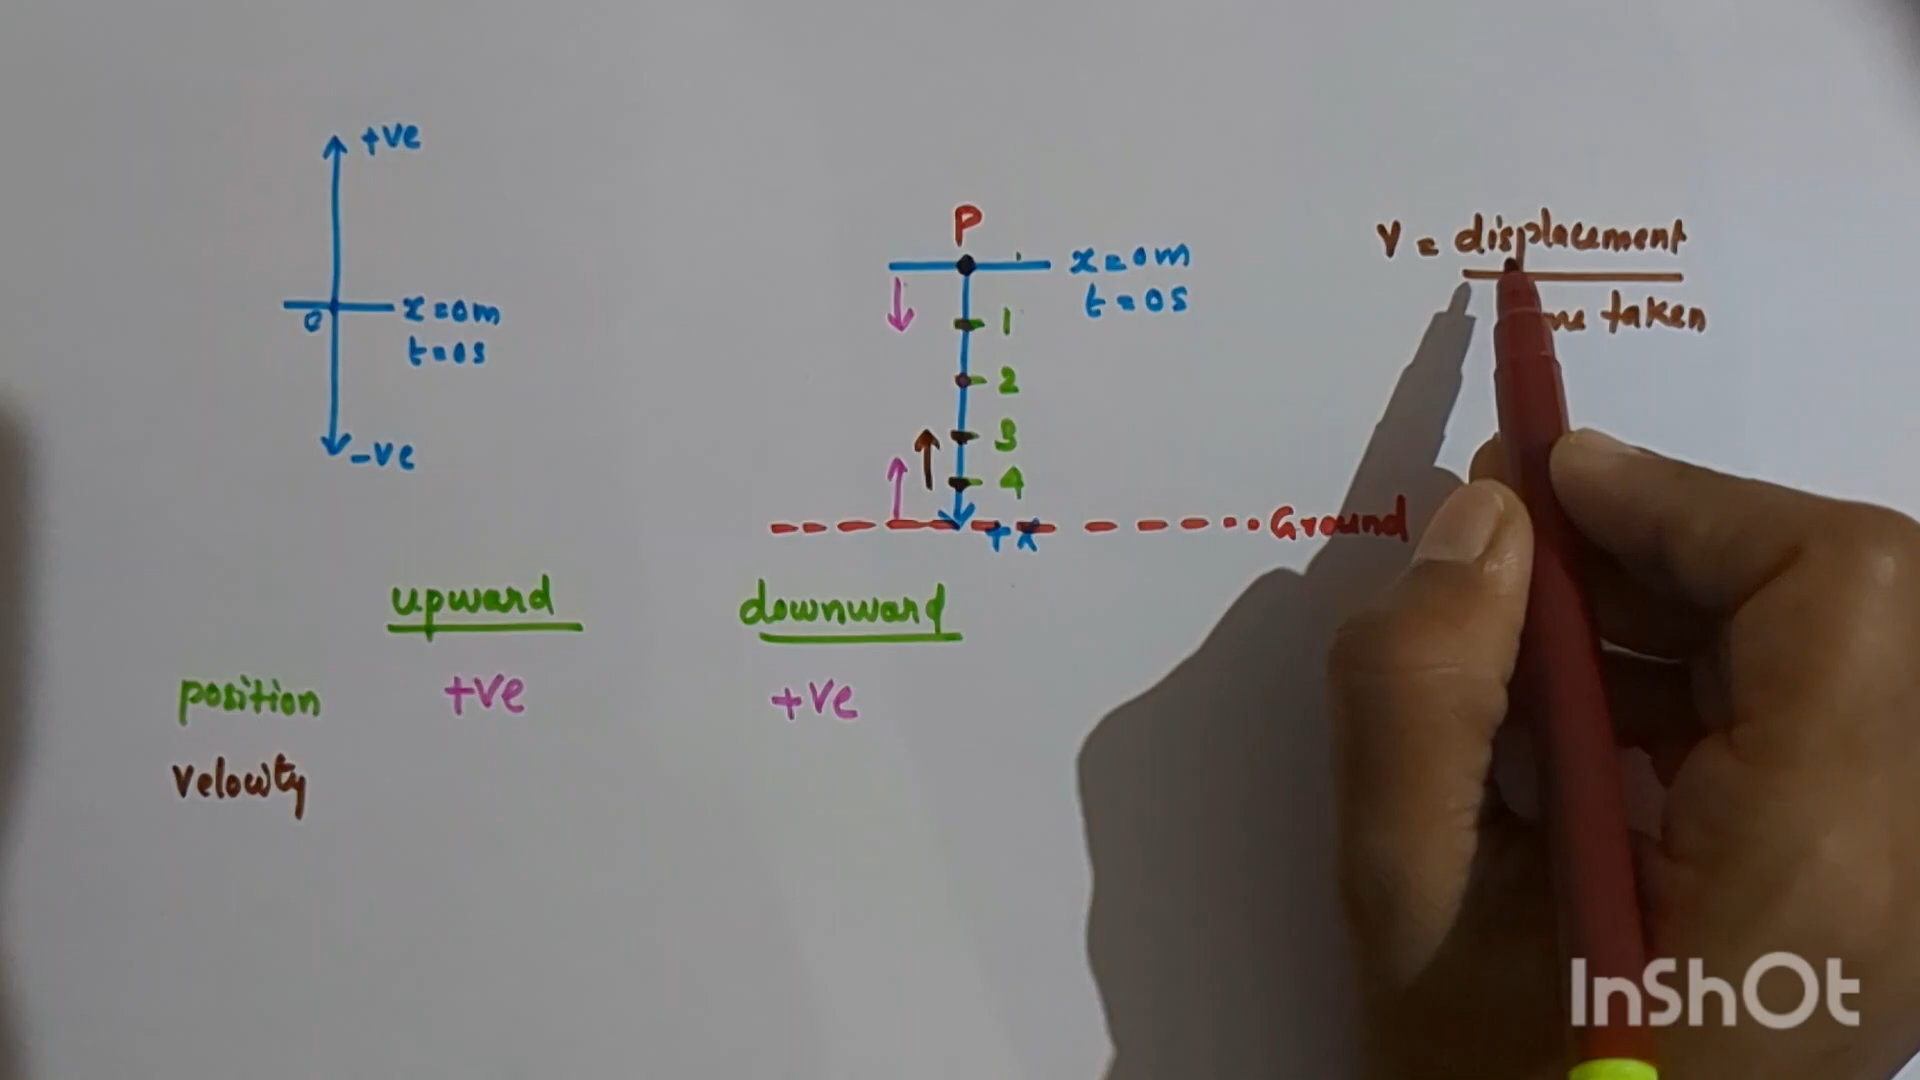 +ve
O x=0m
t=0s
-ve
P
x=0m
t=0s
1
2
3
4
+x
Ground
v = displacement
taken
upward downward
position +ve +ve
velocity
InShOt